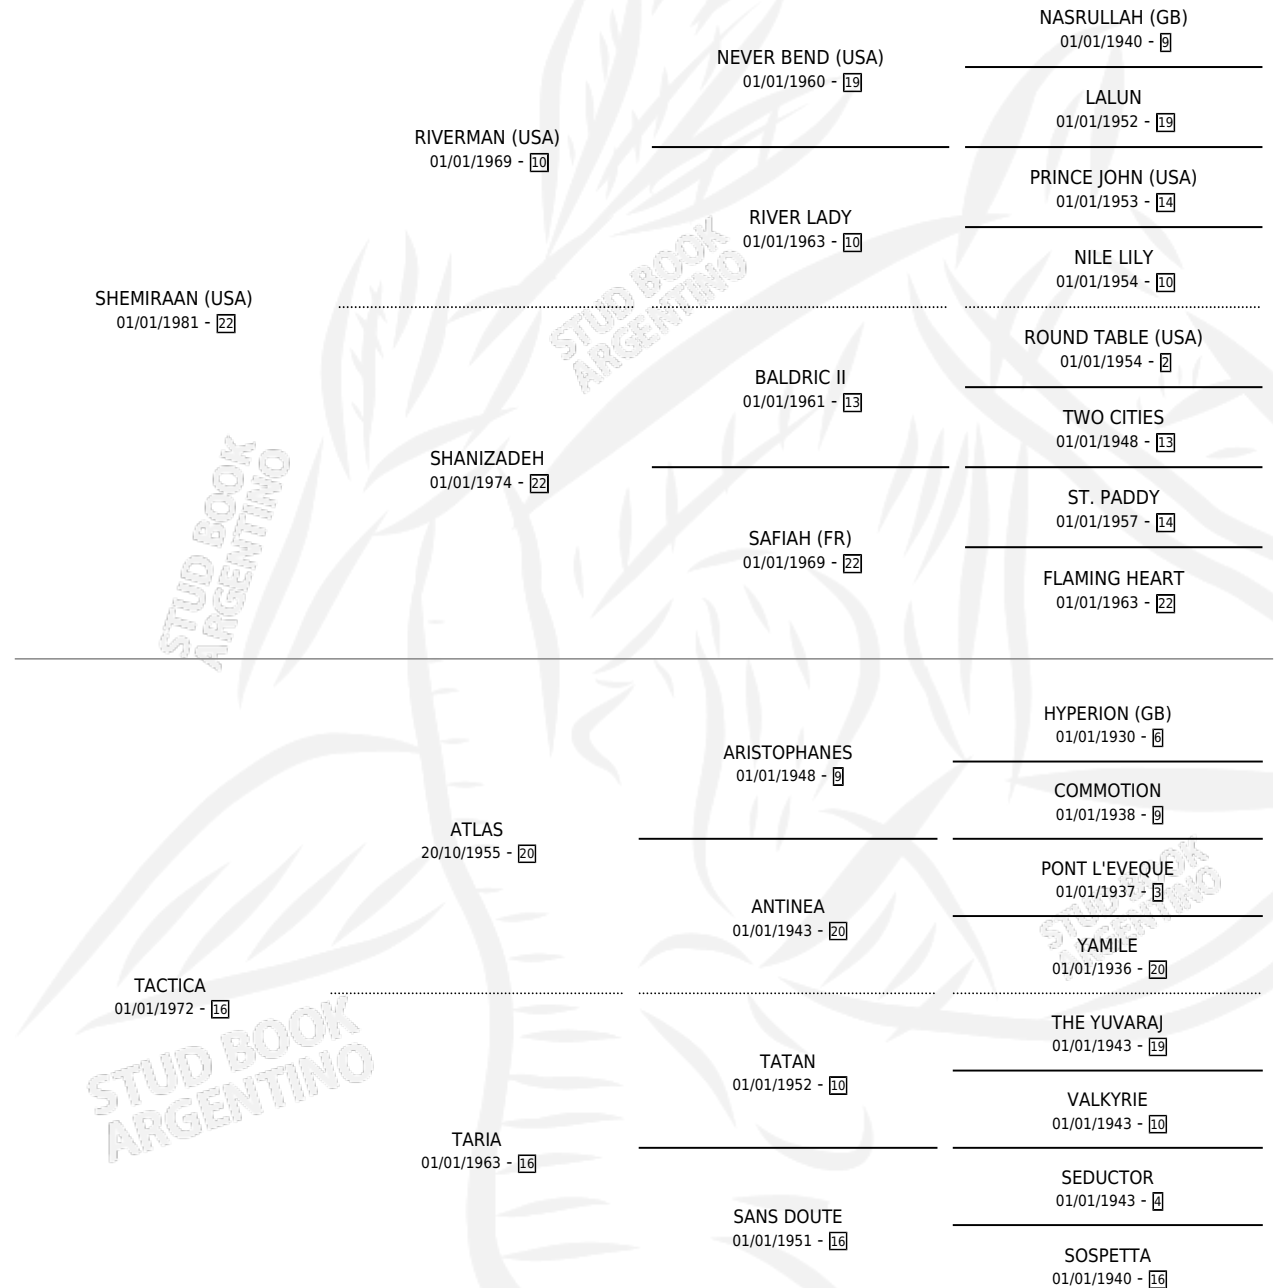 NASRULLAH (GB)
01/01/1940 - 9
NEVER BEND (USA)
01/01/1960 - 19
LALUN
01/01/1952 - 19
RIVERMAN (USA)
01/01/1969 - 10
PRINCE JOHN (USA)
01/01/1953 - 14
RIVER LADY
01/01/1963 - 10
NILE LILY
01/01/1954 - 10
SHEMIRAAN (USA)
01/01/1981 - 22
ROUND TABLE (USA)
01/01/1954 - 2
BALDRIC II
01/01/1961 - 13
TWO CITIES
01/01/1948 - 13
SHANIZADEH
01/01/1974 - 22
ST. PADDY
01/01/1957 - 14
SAFIAH (FR)
01/01/1969 - 22
FLAMING HEART
01/01/1963 - 22
HYPERION (GB)
01/01/1930 - 6
ARISTOPHANES
01/01/1948 - 9
COMMOTION
01/01/1938 - 9
ATLAS
20/10/1955 - 20
PONT L'EVEQUE
01/01/1937 - 3
ANTINEA
01/01/1943 - 20
YAMILE
01/01/1936 - 20
TACTICA
01/01/1972 - 16
THE YUVARAJ
01/01/1943 - 19
TATAN
01/01/1952 - 10
VALKYRIE
01/01/1943 - 10
TARIA
01/01/1963 - 16
SEDUCTOR
01/01/1943 - 4
SANS DOUTE
01/01/1951 - 16
SOSPETTA
01/01/1940 - 16
STUD BOOK
ARGENTINO
STUD BOOK
ARGENTINO
STUD BOOK
ARGENTINO
STUD BOOK
ARGENTINO